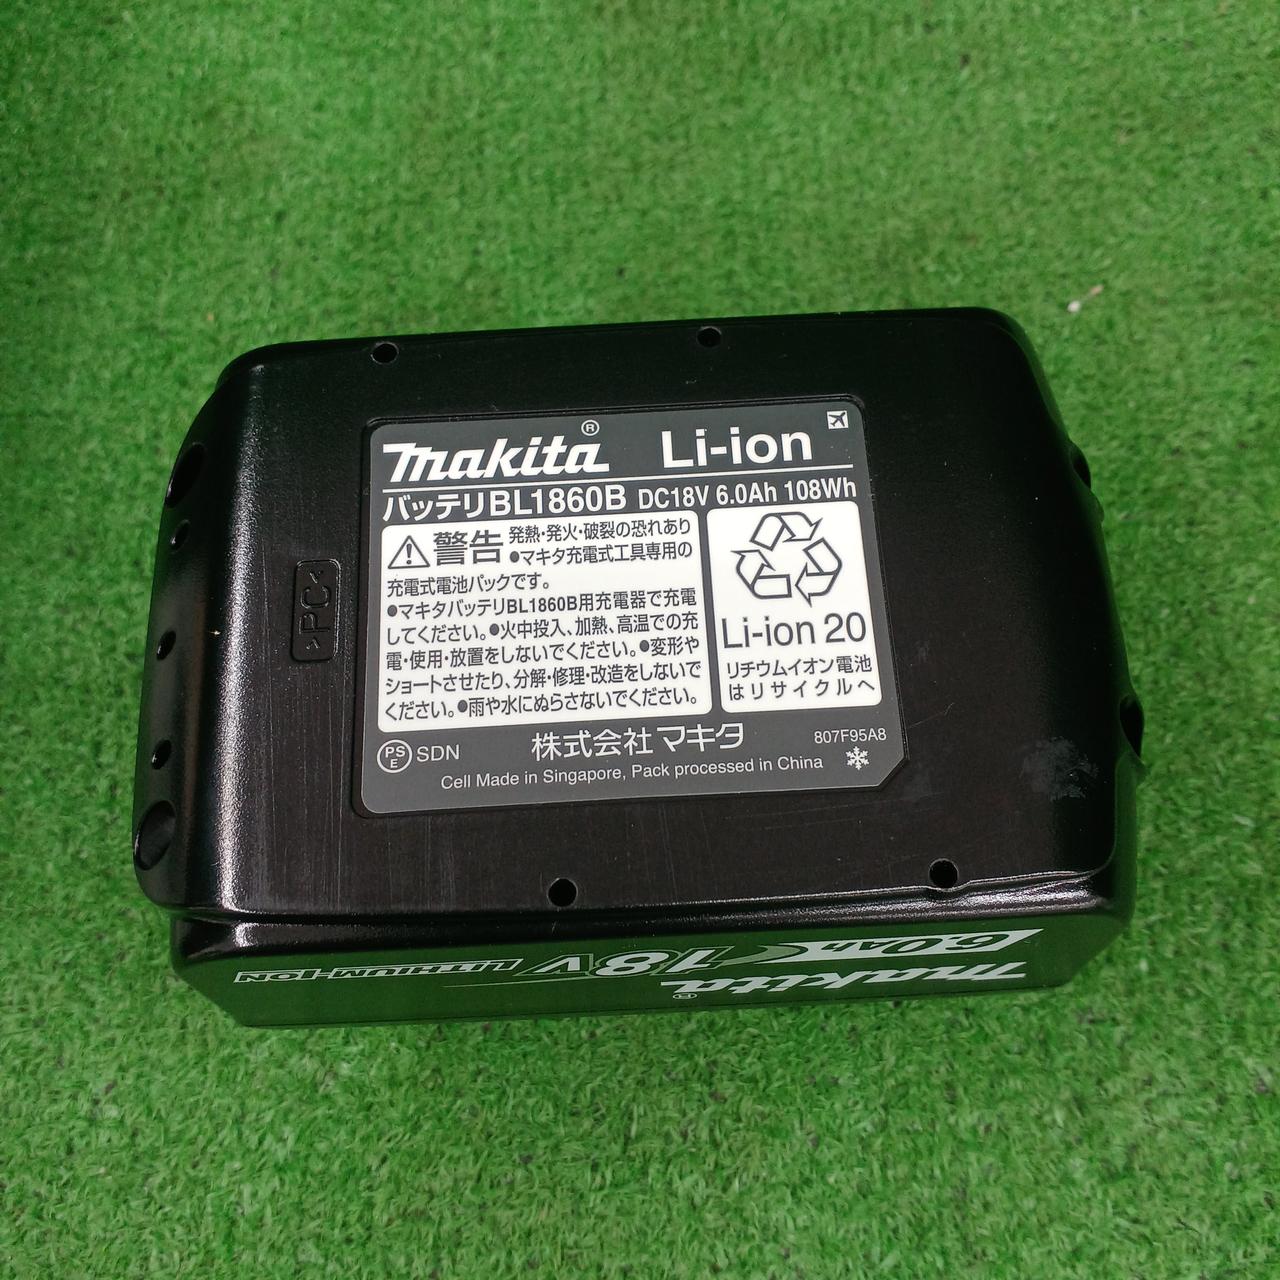 makita® Li-ion
バッテリBL1860B DC18V 6.0Ah 108Wh
警告 発熱・発火・破裂の恐れあり
●マキタ充電式工具専用の
充電式電池パックです。
●マキタバッテリBL1860B用充電器で充電
してください。●火中投入、加熱、高温での充
電・使用・放置をしないでください。●変形や
ショートさせたり、分解・修理・改造をしないで
ください。●雨や水にぬらさないでください。
Li-ion 20
リチウムイオン電池
はリサイクルへ
PS
E SDN 株式会社マキタ 807F95A8
Cell Made in Singapore, Pack processed in China
>PC<
makita®
6.0Ah 18V LITHIUM-ION